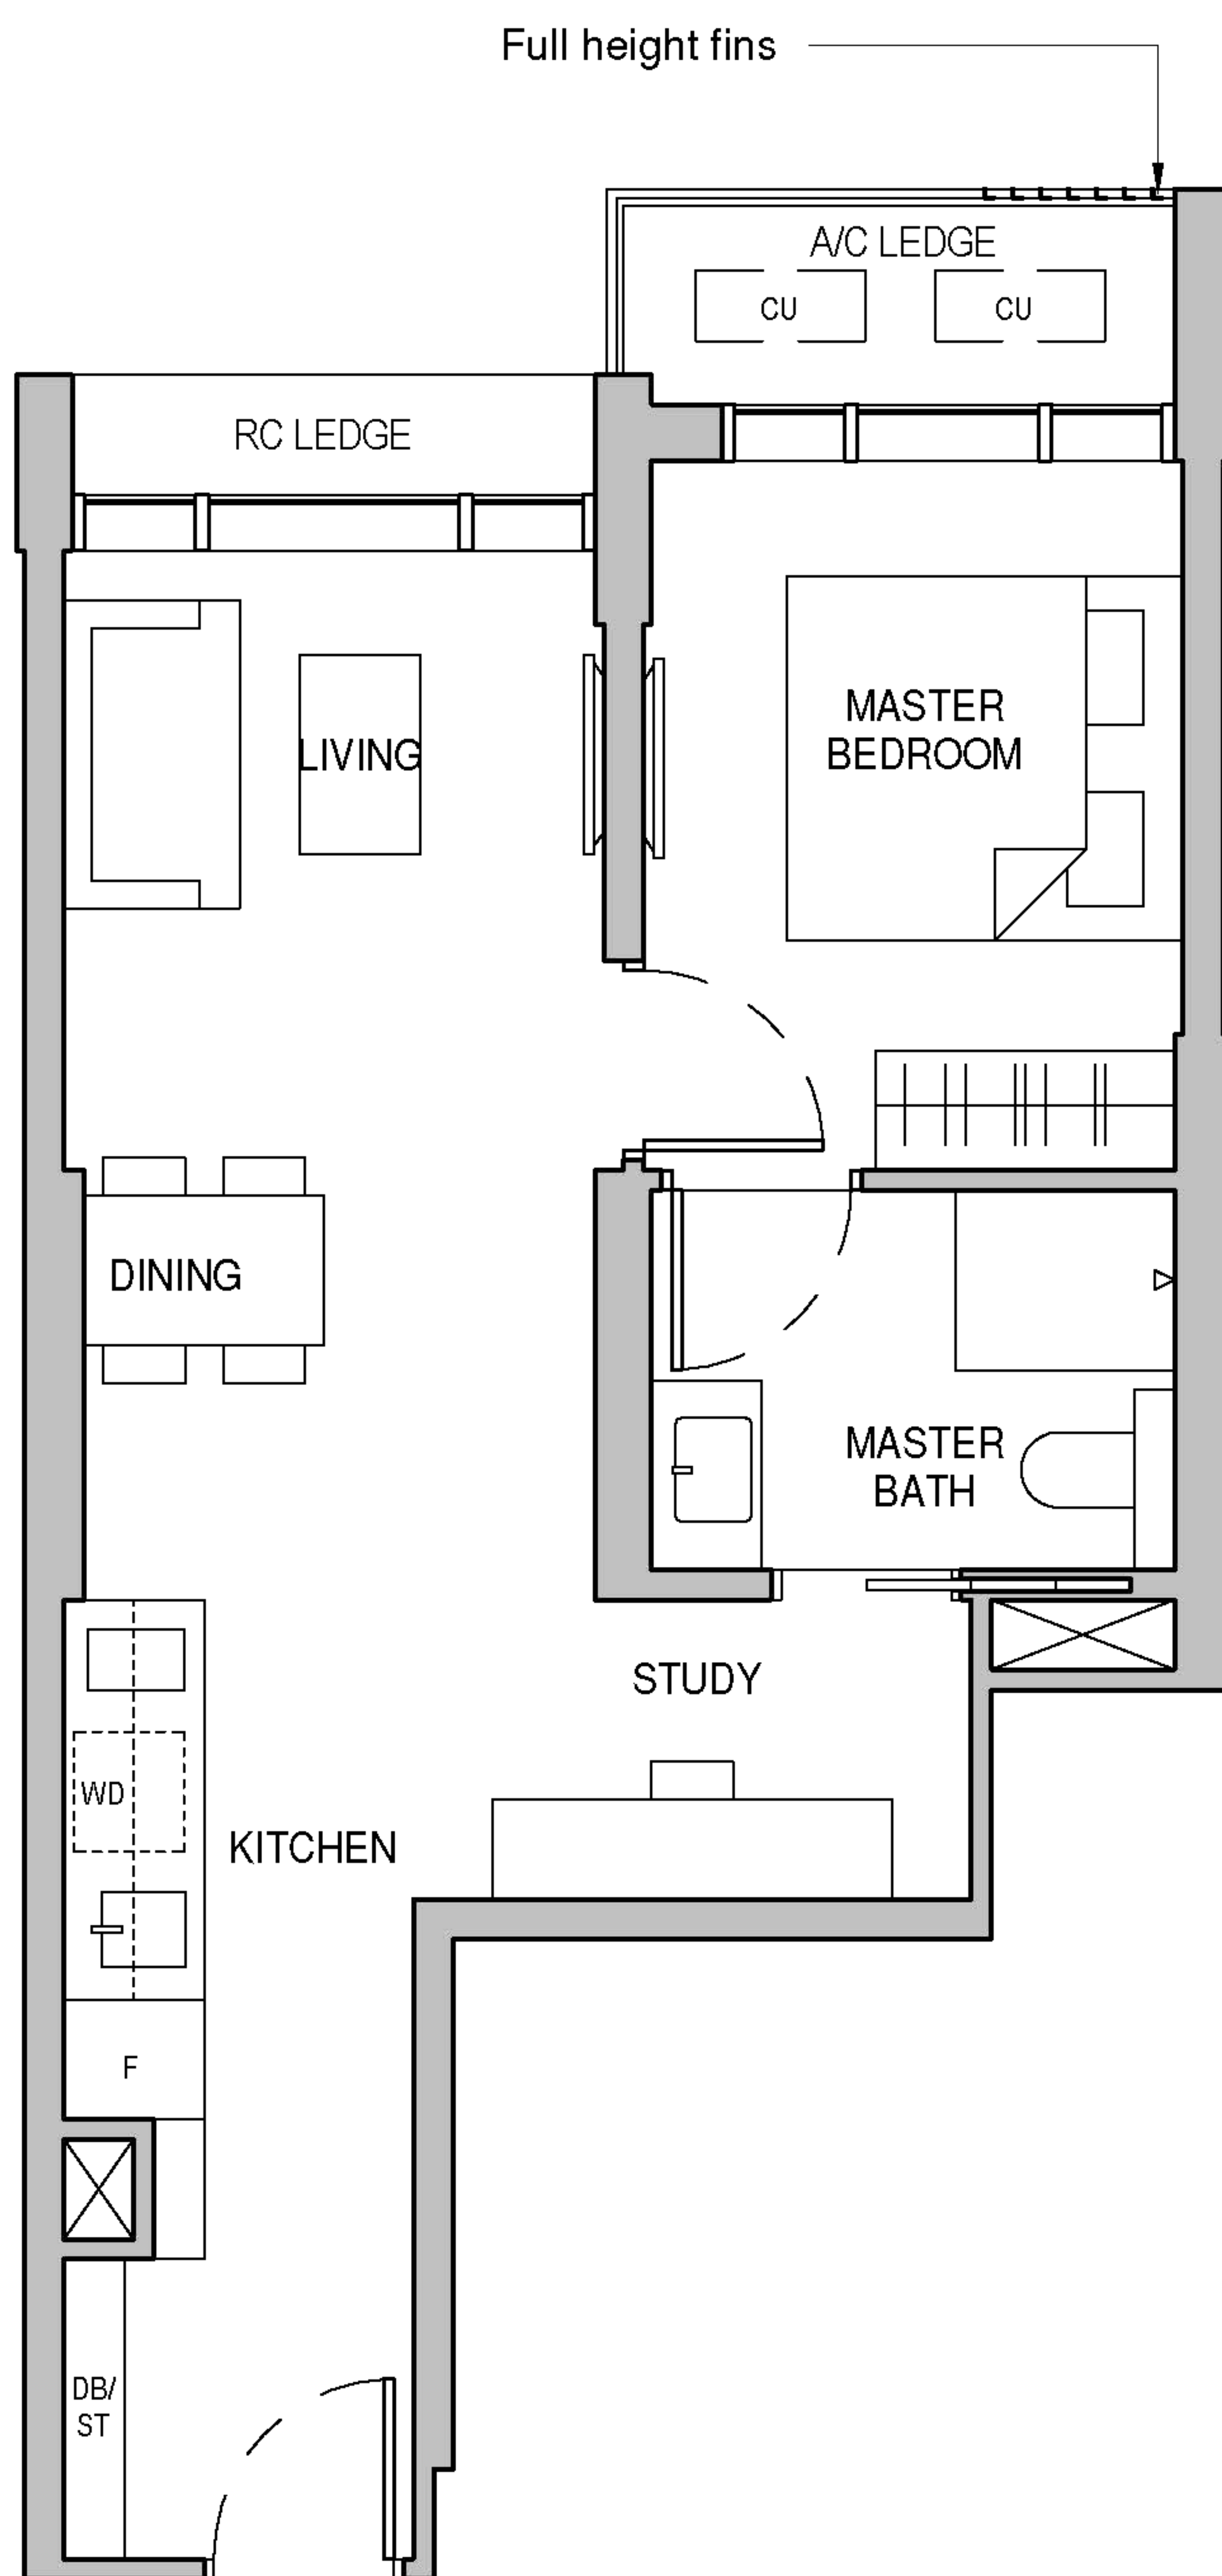 Full height fins
A/C LEDGE
CU
CU
RC LEDGE
MASTER
BEDROOM
LIVING
DINING
MASTER
BATH
STUDY
WD
KITCHEN
F
DB/
ST